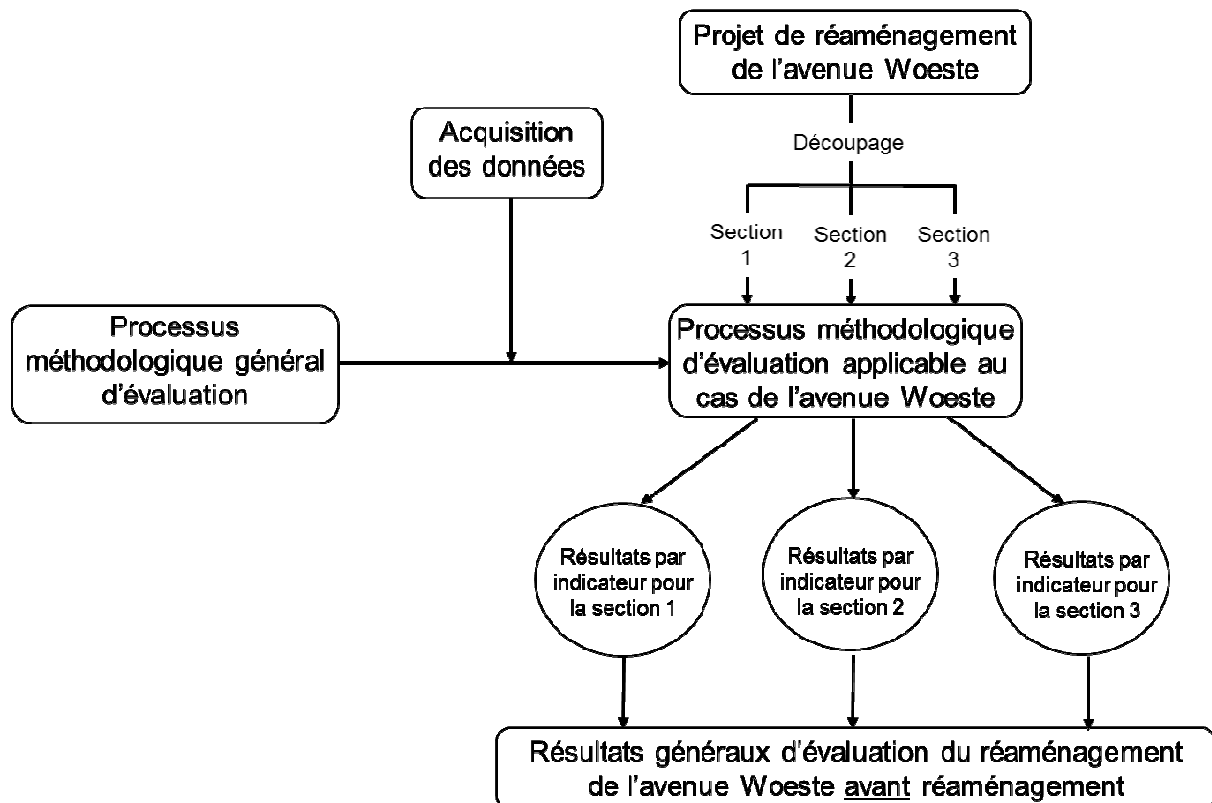 Projet de réaménagement
de l'avenue Woeste
Acquisition
des données
Découpage
Section
1
Section
2
Section
3
Processus
méthodologique général
d'évaluation
Processus méthodologique
d'évaluation applicable au
cas de l'avenue Woeste
Résultats par
indicateur pour
la section 1
Résultats par
indicateur pour
la section 2
Résultats par
indicateur pour
la section 3
Résultats généraux d'évaluation du réaménagement
de l'avenue Woeste avant réaménagement